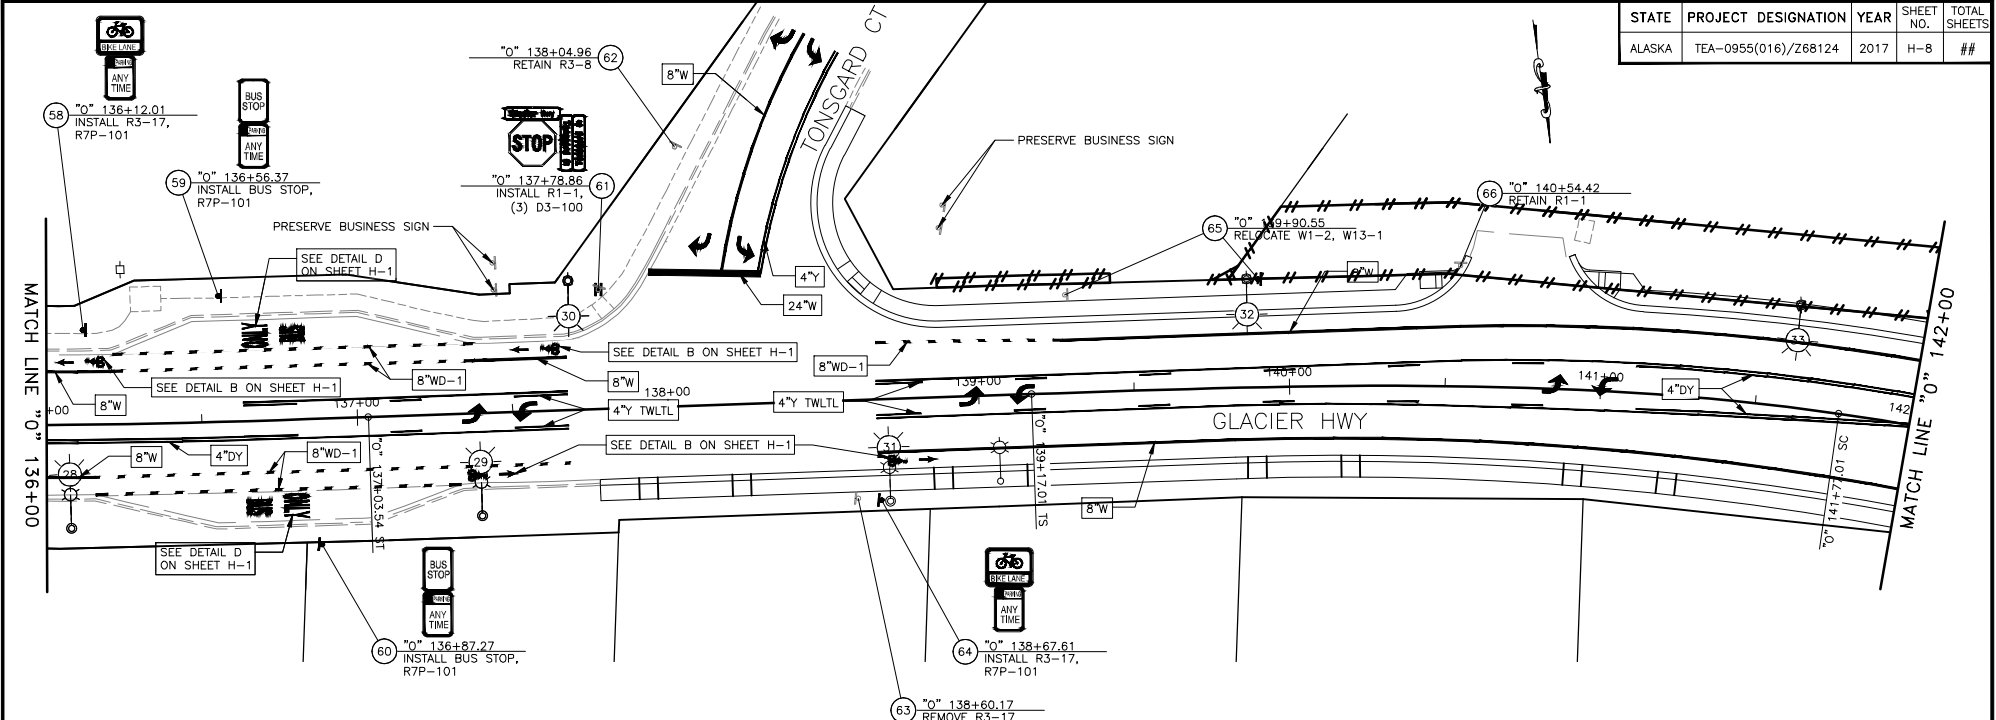 STATE
PROJECT DESIGNATION
YEAR
SHEET NO.
TOTAL SHEETS
ALASKA
TEA-0955(016)/Z68124
2017
H-8
##
BIKE LANE
PARKING
ANY
TIME
58
"O" 136+12.01
INSTALL R3-17,
R7P-101
BUS
STOP
PARKING
ANY
TIME
59
"O" 136+56.37
INSTALL BUS STOP,
R7P-101
"O" 138+04.96
RETAIN R3-8
62
STOP
"O" 137+78.86
INSTALL R1-1,
(3) D3-100
61
8"W
TONSGARD CT
PRESERVE BUSINESS SIGN
PRESERVE BUSINESS SIGN
66
"O" 140+54.42
RETAIN R1-1
65
"O" 139+90.55
RELOCATE W1-2, W13-1
SEE DETAIL D
ON SHEET H-1
4"Y
24"W
8"W
30
32
33
ONLY
BUS
SEE DETAIL B ON SHEET H-1
SEE DETAIL B ON SHEET H-1
8"WD-1
8"W
8"WD-1
8"W
+00
137+00
138+00
139+00
140+00
141+00
142
4"Y TWLTL
4"Y TWLTL
4"DY
GLACIER HWY
MATCH LINE "O" 136+00
MATCH LINE "O" 142+00
28
8"W
4"DY
8"WD-1
29
SEE DETAIL B ON SHEET H-1
31
BUS
ONLY
"O" 137+03.54 ST
"O" 139+17.01 TS
"O" 141+77.01 SC
8"W
SEE DETAIL D
ON SHEET H-1
BUS
STOP
PARKING
ANY
TIME
60
"O" 136+87.27
INSTALL BUS STOP,
R7P-101
BIKE LANE
PARKING
ANY
TIME
64
"O" 138+67.61
INSTALL R3-17,
R7P-101
63
"O" 138+60.17
REMOVE R3-17